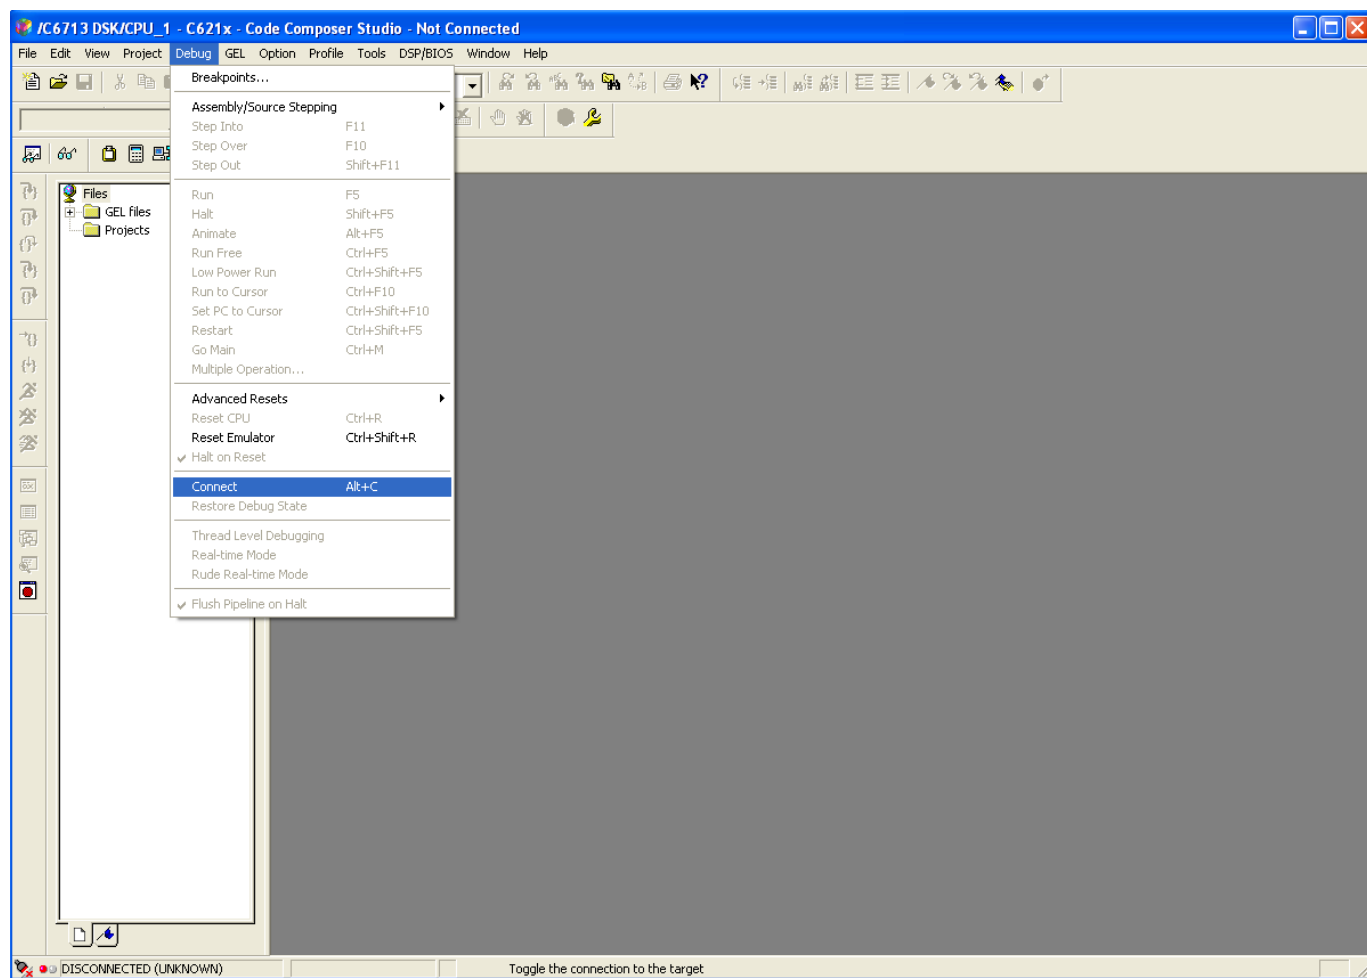 /C6713 DSK/CPU_1 - C621x - Code Composer Studio - Not Connected
File Edit View Project Debug GEL Option Profile Tools DSP/BIOS Window Help
Breakpoints...
Assembly/Source Stepping
Step Into F11
Step Over F10
Step Out Shift+F11
Files
GEL files
Projects
Run F5
Halt Shift+F5
Animate Alt+F5
Run Free Ctrl+F5
Low Power Run Ctrl+Shift+F5
Run to Cursor Ctrl+F10
Set PC to Cursor Ctrl+Shift+F10
Restart Ctrl+Shift+F5
Go Main Ctrl+M
Multiple Operation...
Advanced Resets
Reset CPU Ctrl+R
Reset Emulator Ctrl+Shift+R
Halt on Reset
Connect Alt+C
Restore Debug State
Thread Level Debugging
Real-time Mode
Rude Real-time Mode
Flush Pipeline on Halt
DISCONNECTED (UNKNOWN)
Toggle the connection to the target